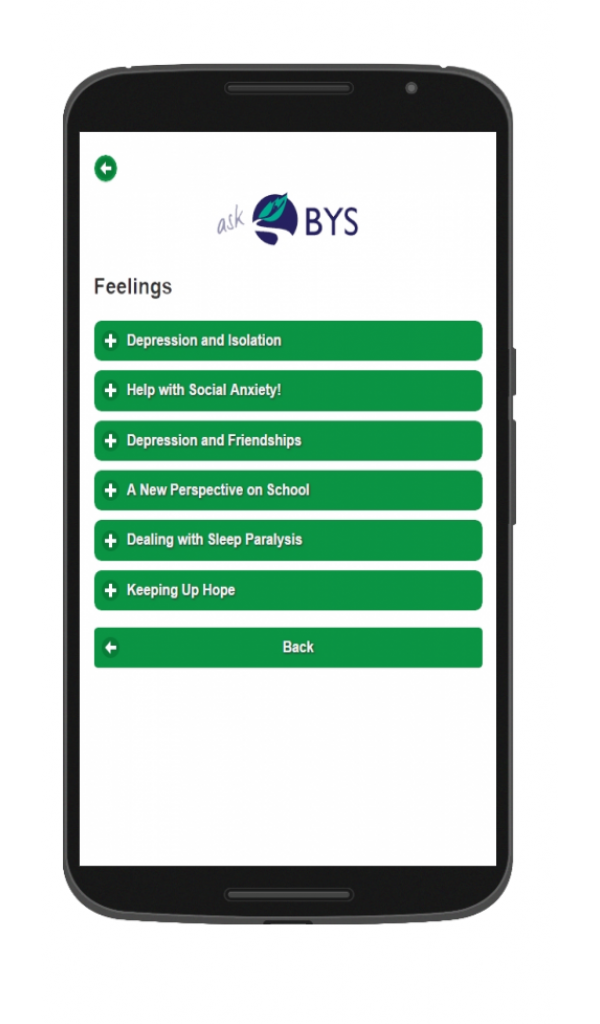 ask BYS
Feelings
Depression and Isolation
Help with Social Anxiety!
Depression and Friendships
A New Perspective on School
Dealing with Sleep Paralysis
Keeping Up Hope
Back